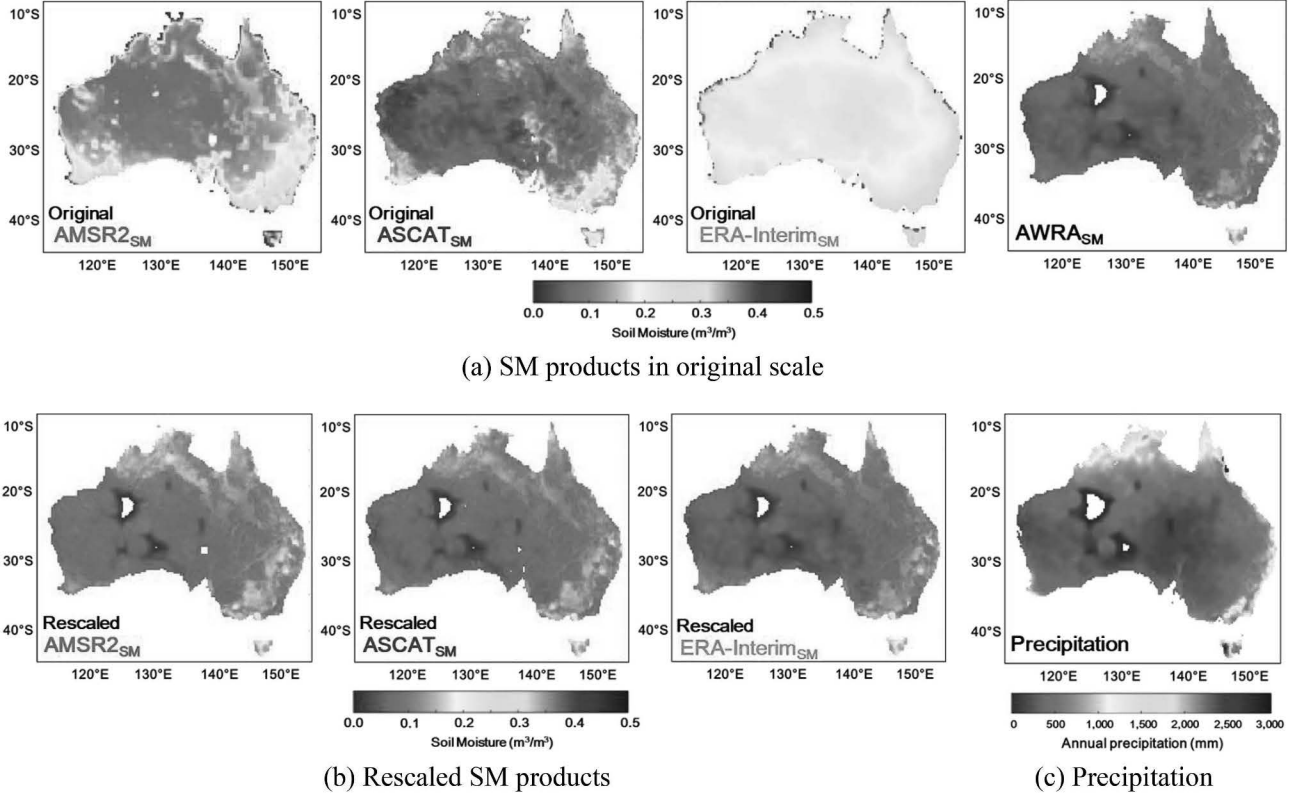 10°S
20°S
30°S
40°S
Original
AMSR2SM
120°E 130°E 140°E 150°E
10°S
20°S
30°S
40°S
Original
ASCATSM
120°E 130°E 140°E 150°E
10°S
20°S
30°S
40°S
Original
ERA-InterimSM
120°E 130°E 140°E 150°E
10°S
20°S
30°S
40°S
AWRASM
120°E 130°E 140°E 150°E
0.0 0.1 0.2 0.3 0.4 0.5
Soil Moisture (m³/m³)
(a) SM products in original scale
10°S
20°S
30°S
40°S
Rescaled
AMSR2SM
120°E 130°E 140°E 150°E
10°S
20°S
30°S
40°S
Rescaled
ASCATSM
120°E 130°E 140°E 150°E
10°S
20°S
30°S
40°S
Rescaled
ERA-InterimSM
120°E 130°E 140°E 150°E
0.0 0.1 0.2 0.3 0.4 0.5
Soil Moisture (m³/m³)
(b) Rescaled SM products
10°S
20°S
30°S
40°S
Precipitation
120°E 130°E 140°E 150°E
0 500 1,000 1,500 2,000 2,500 3,000
Annual precipitation (mm)
(c) Precipitation